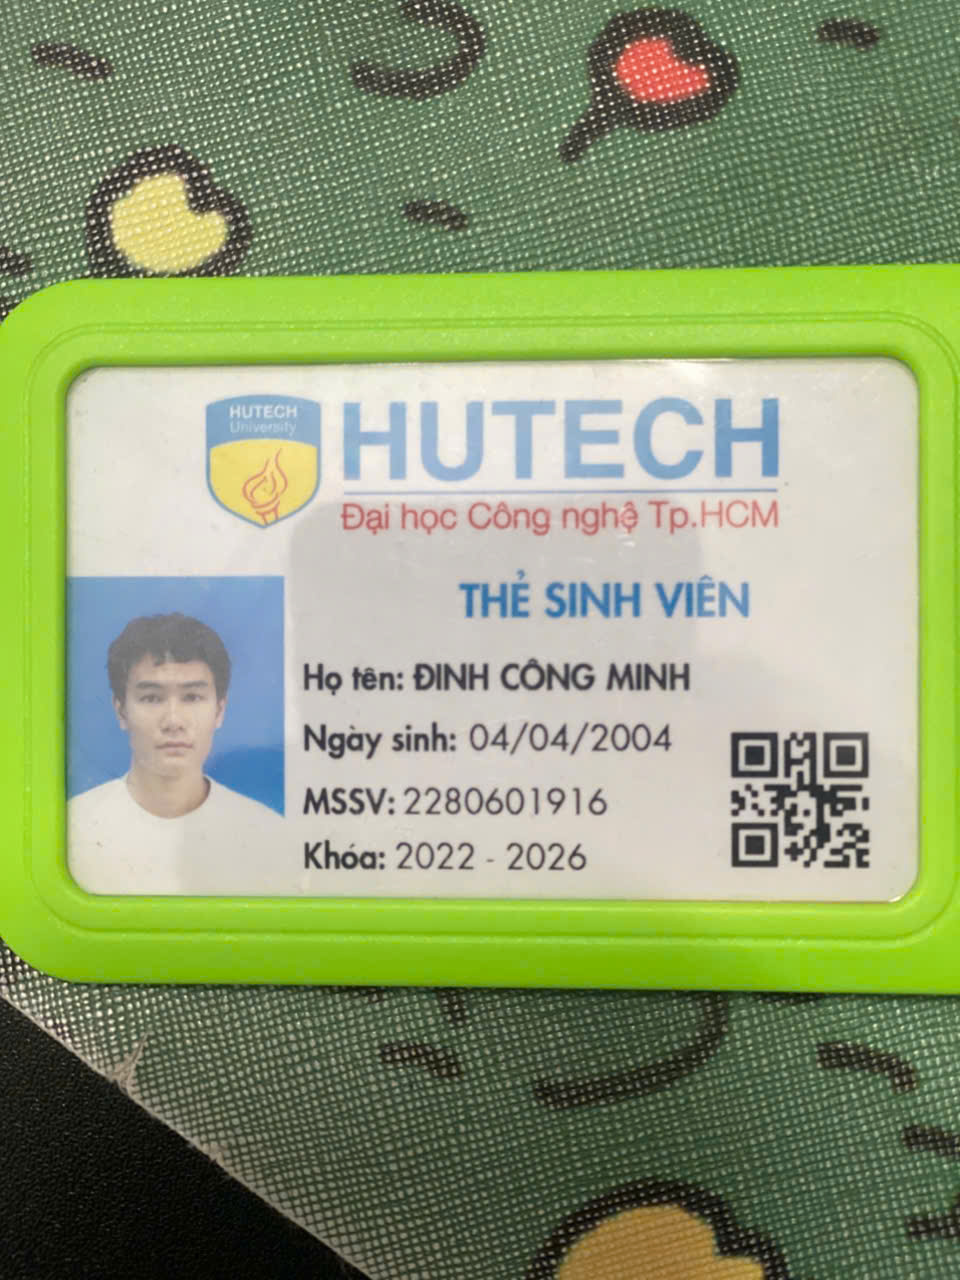 HUTECH
University
HUTECH
Đại học Công nghệ Tp.HCM
THẺ SINH VIÊN
Họ tên: ĐINH CÔNG MINH
Ngày sinh: 04/04/2004
MSSV: 2280601916
Khóa: 2022 - 2026